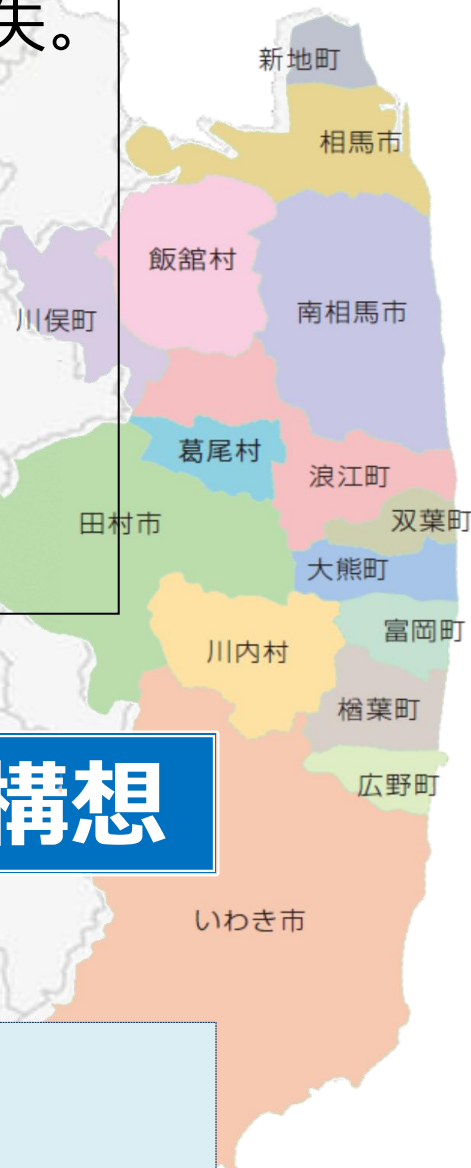 失。
新地町
相馬市
飯舘村
南相馬市
川俣町
葛尾村
浪江町
双葉町
田村市
大熊町
富岡町
川内村
楢葉町
広野町
構想
いわき市